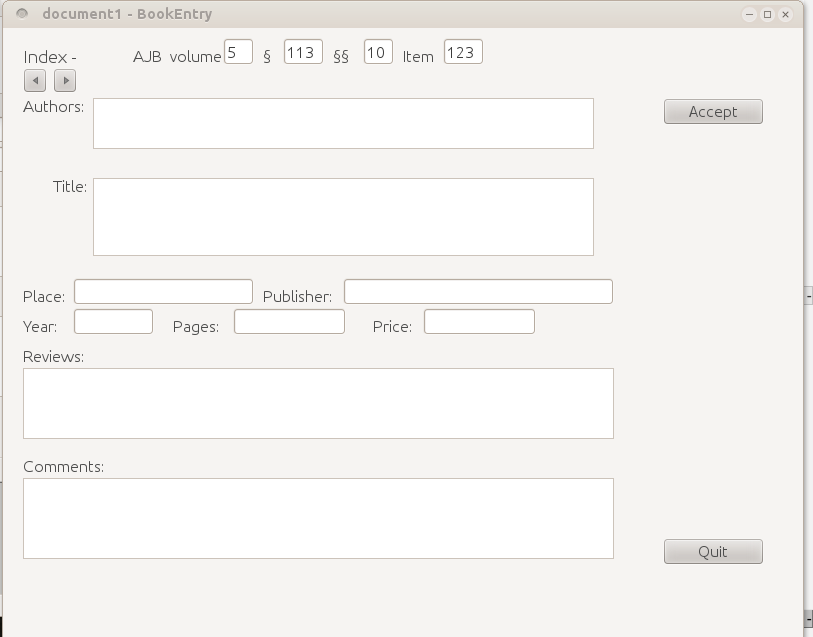 document1 - BookEntry
Index - AJB volume 5 § 113 §§ 10 Item 123
Authors:
Accept
Title:
Place: Publisher:
Year: Pages: Price:
Reviews:
Comments:
Quit